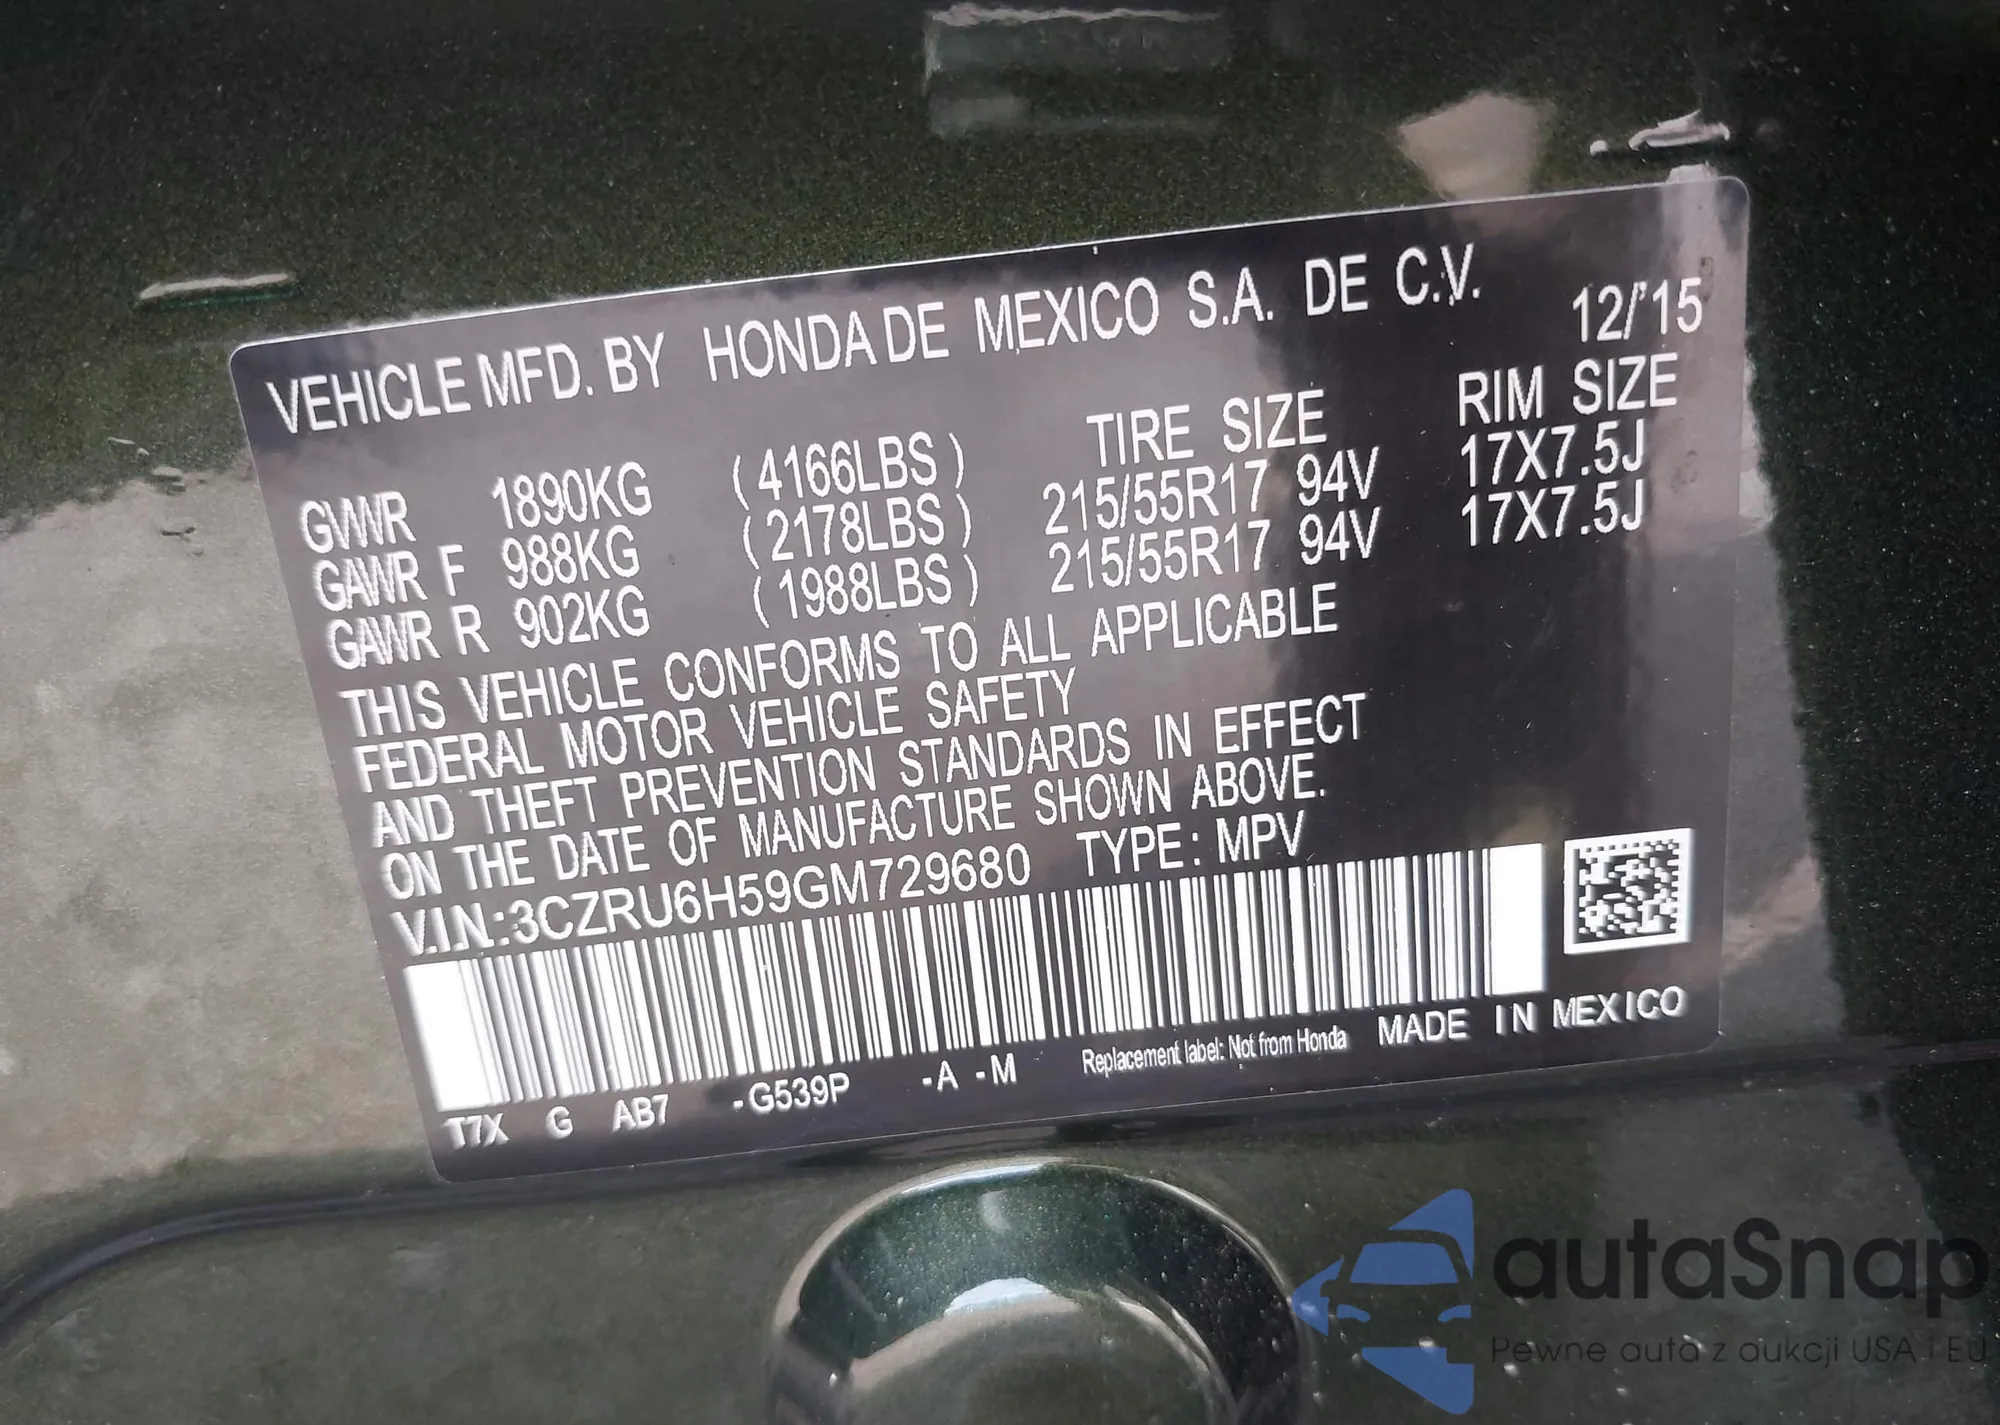 VEHICLE MFD. BY HONDA DE MEXICO S.A. DE C.V. 12/'15
TIRE SIZE RIM SIZE
GVWR 1890KG (4166LBS) 215/55R17 94V 17X7.5J
GAWR F 988KG (2178LBS) 215/55R17 94V 17X7.5J
GAWR R 902KG (1988LBS)
THIS VEHICLE CONFORMS TO ALL APPLICABLE
FEDERAL MOTOR VEHICLE SAFETY
AND THEFT PREVENTION STANDARDS IN EFFECT
ON THE DATE OF MANUFACTURE SHOWN ABOVE.
V.I.N.:3CZRU6H59GM729680 TYPE: MPV
T7X G AB7 -G539P -A -M Replacement label: Not from Honda MADE IN MEXICO
autaSnap
Pewne auta z aukcji USA i EU